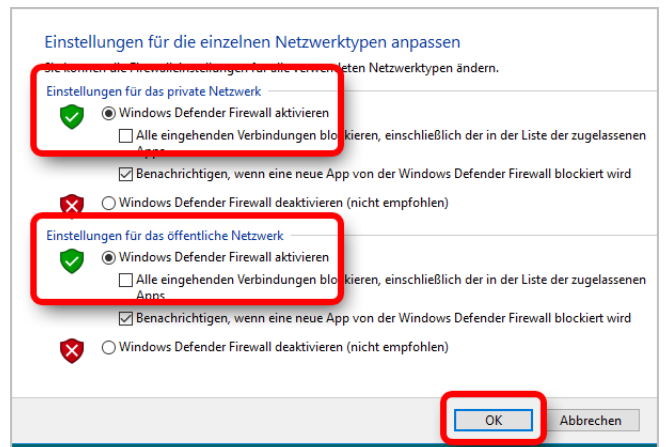 Einstellungen für die einzelnen Netzwerktypen anpassen
Sie können die Firewalleinstellungen für alle verwendeten Netzwerktypen ändern.
Einstellungen für das private Netzwerk
Windows Defender Firewall aktivieren
Alle eingehenden Verbindungen blockieren, einschließlich der in der Liste der zugelassenen
Apps
Benachrichtigen, wenn eine neue App von der Windows Defender Firewall blockiert wird
Windows Defender Firewall deaktivieren (nicht empfohlen)
Einstellungen für das öffentliche Netzwerk
Windows Defender Firewall aktivieren
Alle eingehenden Verbindungen blockieren, einschließlich der in der Liste der zugelassenen
Apps
Benachrichtigen, wenn eine neue App von der Windows Defender Firewall blockiert wird
Windows Defender Firewall deaktivieren (nicht empfohlen)
OK Abbrechen